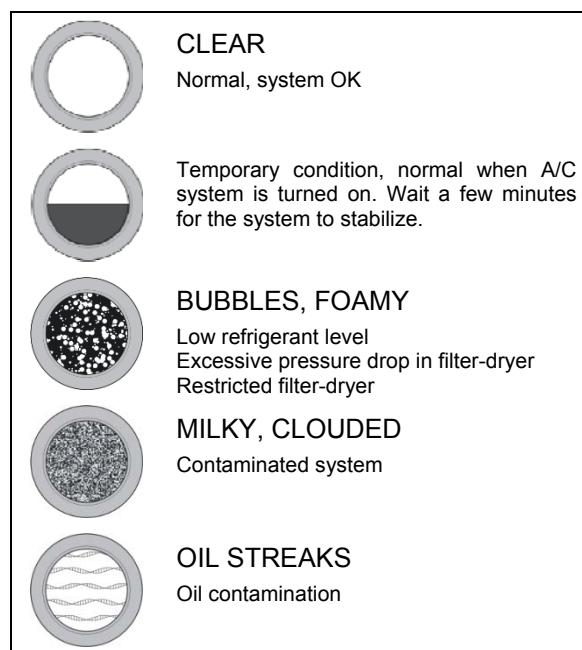 CLEAR
Normal, system OK
Temporary condition, normal when A/C
system is turned on. Wait a few minutes
for the system to stabilize.
BUBBLES, FOAMY
Low refrigerant level
Excessive pressure drop in filter-dryer
Restricted filter-dryer
MILKY, CLOUDED
Contaminated system
OIL STREAKS
Oil contamination